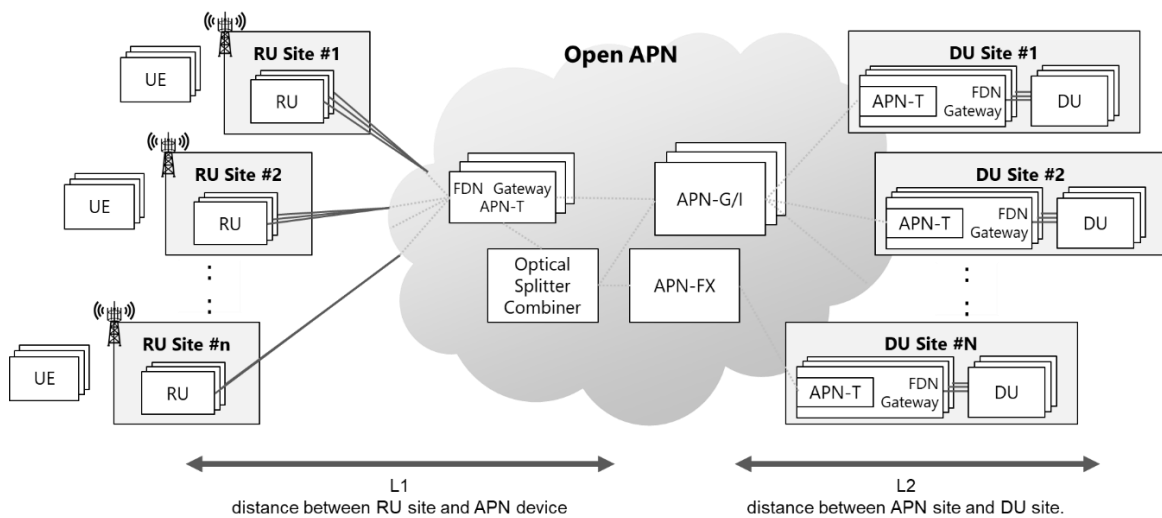 Open APN
RU Site #1
UE
RU
RU Site #2
UE
RU
RU Site #n
UE
RU
FDN Gateway
APN-T
APN-G/I
Optical
Splitter
Combiner
APN-FX
DU Site #1
APN-T
FDN
Gateway
DU
DU Site #2
APN-T
FDN
Gateway
DU
DU Site #N
APN-T
FDN
Gateway
DU
L1
distance between RU site and APN device
L2
distance between APN site and DU site.